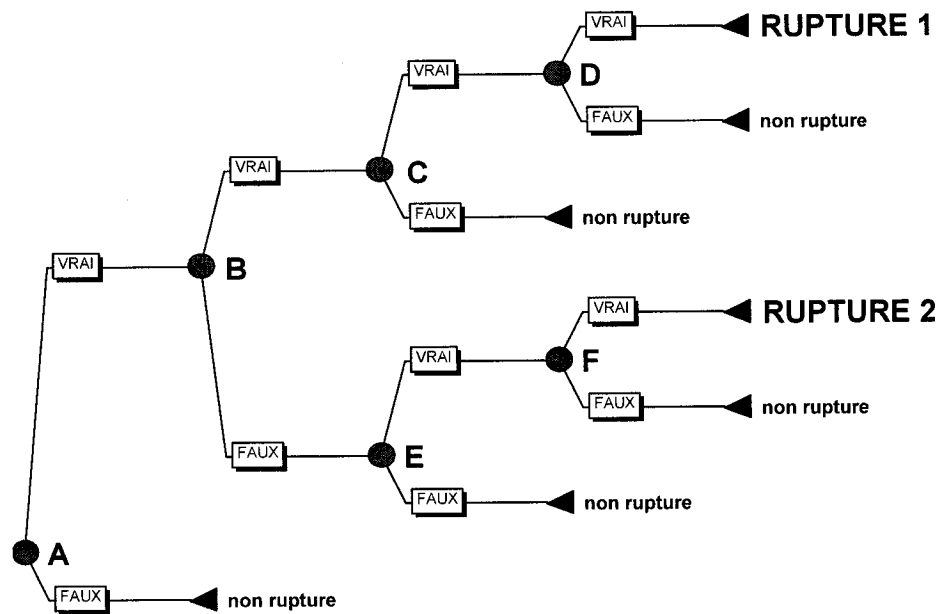 VRAI
RUPTURE 1
VRAI
D
FAUX
non rupture
VRAI
C
FAUX
non rupture
VRAI
B
VRAI
RUPTURE 2
VRAI
F
FAUX
non rupture
FAUX
E
FAUX
non rupture
A
FAUX
non rupture